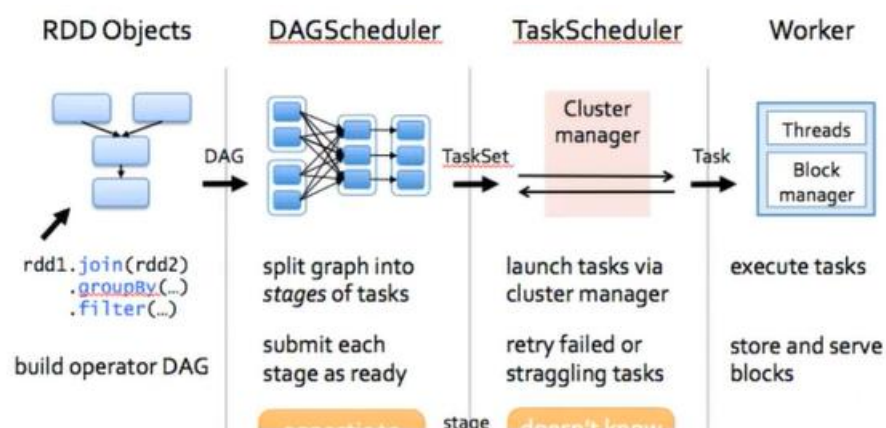 RDD Objects
DAGScheduler
TaskScheduler
Worker
DAG
TaskSet
Cluster
manager
Task
Threads
Block
manager
rdd1.join(rdd2)
.groupBy(…)
.filter(…)
build operator DAG
split graph into
stages of tasks
submit each
stage as ready
launch tasks via
cluster manager
retry failed or
straggling tasks
execute tasks
store and serve
blocks
stage
doesn't know